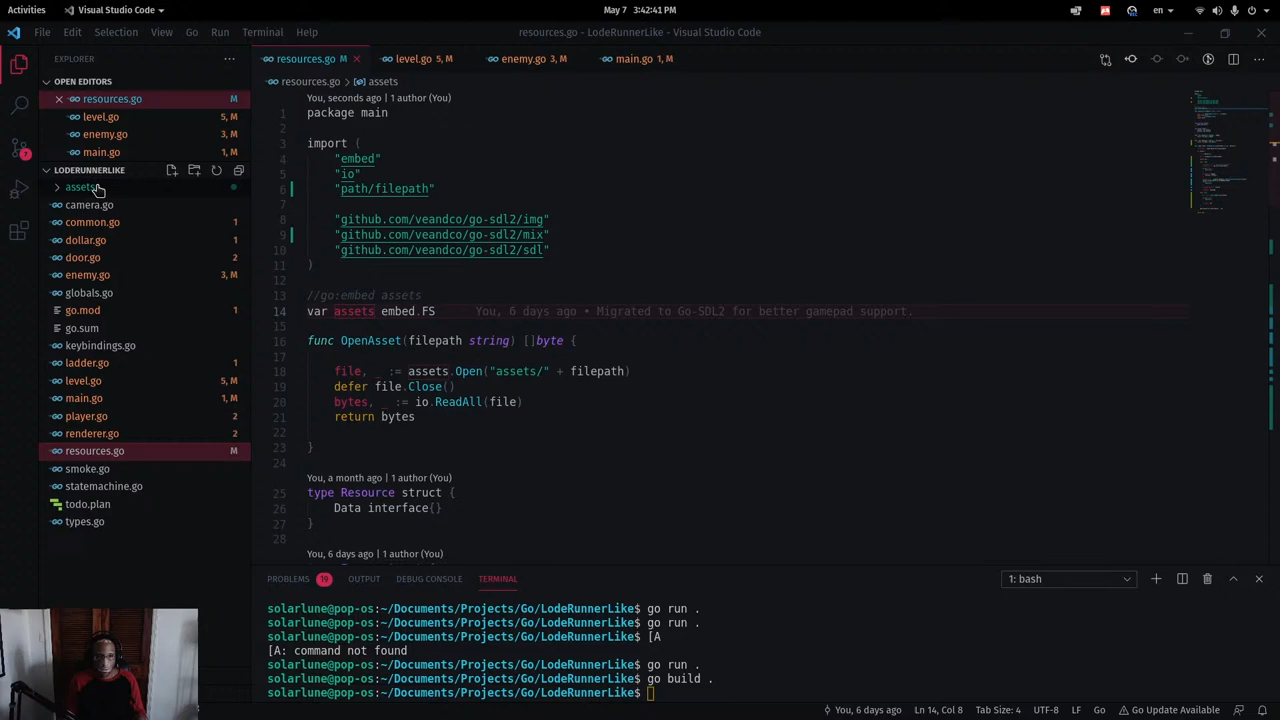 Activities
Visual Studio Code
May 7 3:42:41 PM
en
File Edit Selection View Go Run Terminal Help
resources.go - LodeRunnerLike - Visual Studio Code
EXPLORER
OPEN EDITORS
resources.go M
level.go 5, M
enemy.go 3, M
main.go 1, M
LODERUNNERLIKE
assets
camera.go
common.go 1
dollar.go 1
door.go 2
enemy.go 3, M
globals.go
go.mod 1
go.sum
keybindings.go
ladder.go 1
level.go 5, M
main.go 1, M
player.go 2
renderer.go 2
resources.go M
smoke.go
statemachine.go
todo.plan
types.go
resources.go M
level.go 5, M
enemy.go 3, M
main.go 1, M
resources.go > assets
You, seconds ago | 1 author (You)
1 package main
2
3 import (
4 "embed"
5 "io"
6 "path/filepath"
7
8 "github.com/veandco/go-sdl2/img"
9 "github.com/veandco/go-sdl2/mix"
10 "github.com/veandco/go-sdl2/sdl"
11 )
12
13 //go:embed assets
14 var assets embed.FS You, 6 days ago • Migrated to Go-SDL2 for better gamepad support.
15
16 func OpenAsset(filepath string) []byte {
17
18 file, _ := assets.Open("assets/" + filepath)
19 defer file.Close()
20 bytes, _ := io.ReadAll(file)
21 return bytes
22
23 }
24
You, a month ago | 1 author (You)
25 type Resource struct {
26 Data interface{}
27 }
28
You, 6 days ago | 1 author (You)
PROBLEMS 19 OUTPUT DEBUG CONSOLE TERMINAL
1: bash
solarlune@pop-os:~/Documents/Projects/Go/LodeRunnerLike$ go run .
solarlune@pop-os:~/Documents/Projects/Go/LodeRunnerLike$ go run .
solarlune@pop-os:~/Documents/Projects/Go/LodeRunnerLike$ [A
[A: command not found
solarlune@pop-os:~/Documents/Projects/Go/LodeRunnerLike$ go run .
solarlune@pop-os:~/Documents/Projects/Go/LodeRunnerLike$ go build .
solarlune@pop-os:~/Documents/Projects/Go/LodeRunnerLike$
You, 6 days ago
Ln 14, Col 8
Tab Size: 4
UTF-8
LF
Go
Go Update Available